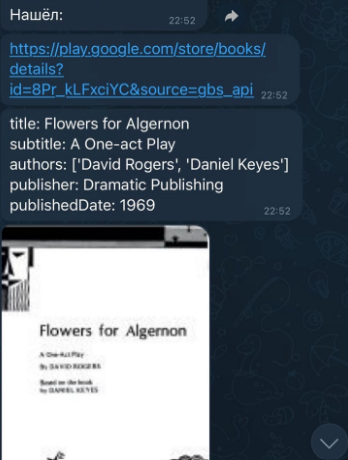 Нашёл:
22:52
https://play.google.com/store/books/
details?
id=8Pr_kLFxciYC&source=gbs_api 22:52
title: Flowers for Algernon
subtitle: A One-act Play
authors: ['David Rogers', 'Daniel Keyes']
publisher: Dramatic Publishing
publishedDate: 1969
22:52
Flowers for Algernon
A One-Act Play
By DAVID ROGERS
Based on the book
by DANIEL KEYES